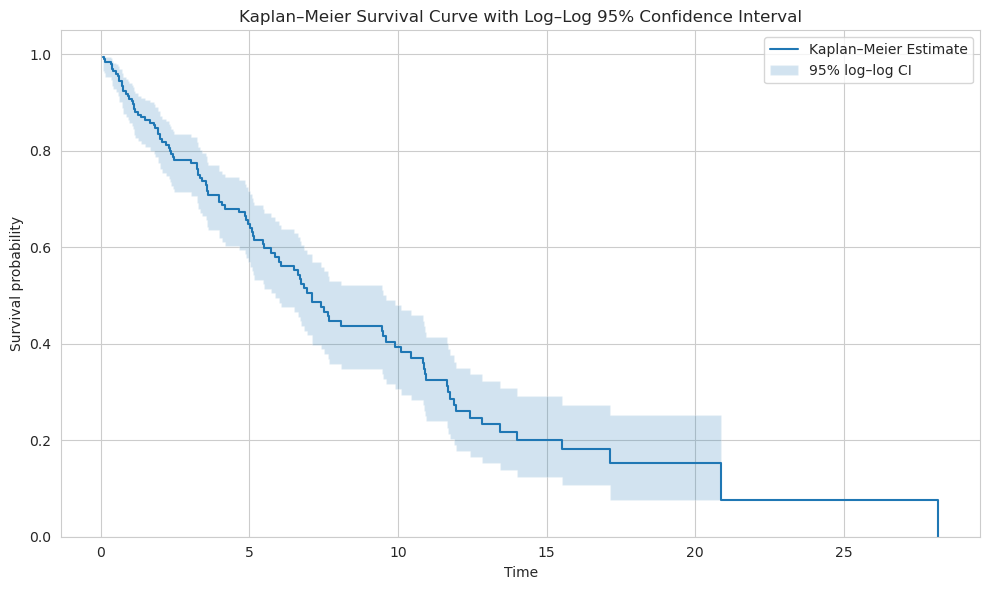 Kaplan–Meier Survival Curve with Log–Log 95% Confidence Interval
Kaplan–Meier Estimate
95% log–log CI
Survival probability
1.0
0.8
0.6
0.4
0.2
0.0
0 5 10 15 20 25
Time